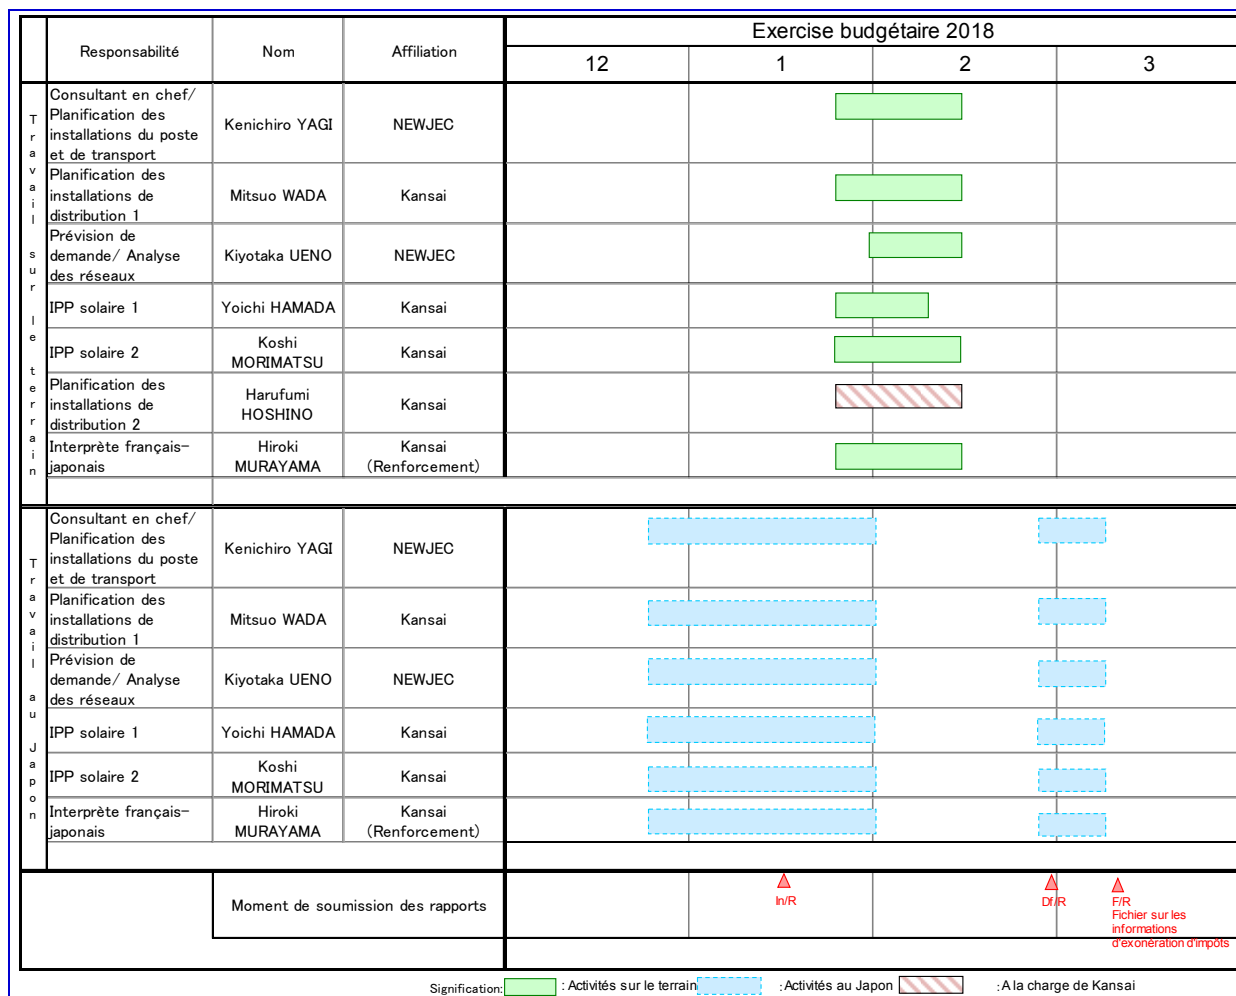 Responsabilité Nom Affiliation Exercise budgétaire 2018
12 1 2 3
Travail sur le terrain
Consultant en chef/
Planification des
installations du poste
et de transport
Kenichiro YAGI NEWJEC
Planification des
installations de
distribution 1
Mitsuo WADA Kansai
Prévision de
demande/ Analyse
des réseaux
Kiyotaka UENO NEWJEC
IPP solaire 1 Yoichi HAMADA Kansai
IPP solaire 2
Koshi
MORIMATSU
Kansai
Planification des
installations de
distribution 2
Harufumi
HOSHINO
Kansai
Interprète français-
japonais
Hiroki
MURAYAMA
Kansai
(Renforcement)
Travail au Japon
Consultant en chef/
Planification des
installations du poste
et de transport
Kenichiro YAGI NEWJEC
Planification des
installations de
distribution 1
Mitsuo WADA Kansai
Prévision de
demande/ Analyse
des réseaux
Kiyotaka UENO NEWJEC
IPP solaire 1 Yoichi HAMADA Kansai
IPP solaire 2
Koshi
MORIMATSU
Kansai
Interprète français-
japonais
Hiroki
MURAYAMA
Kansai
(Renforcement)
Moment de soumission des rapports
In/R Df/R F/R
Fichier sur les
informations
d'exonération d'impôts
Signification: : Activités sur le terrain :Activités au Japon :A la charge de Kansai